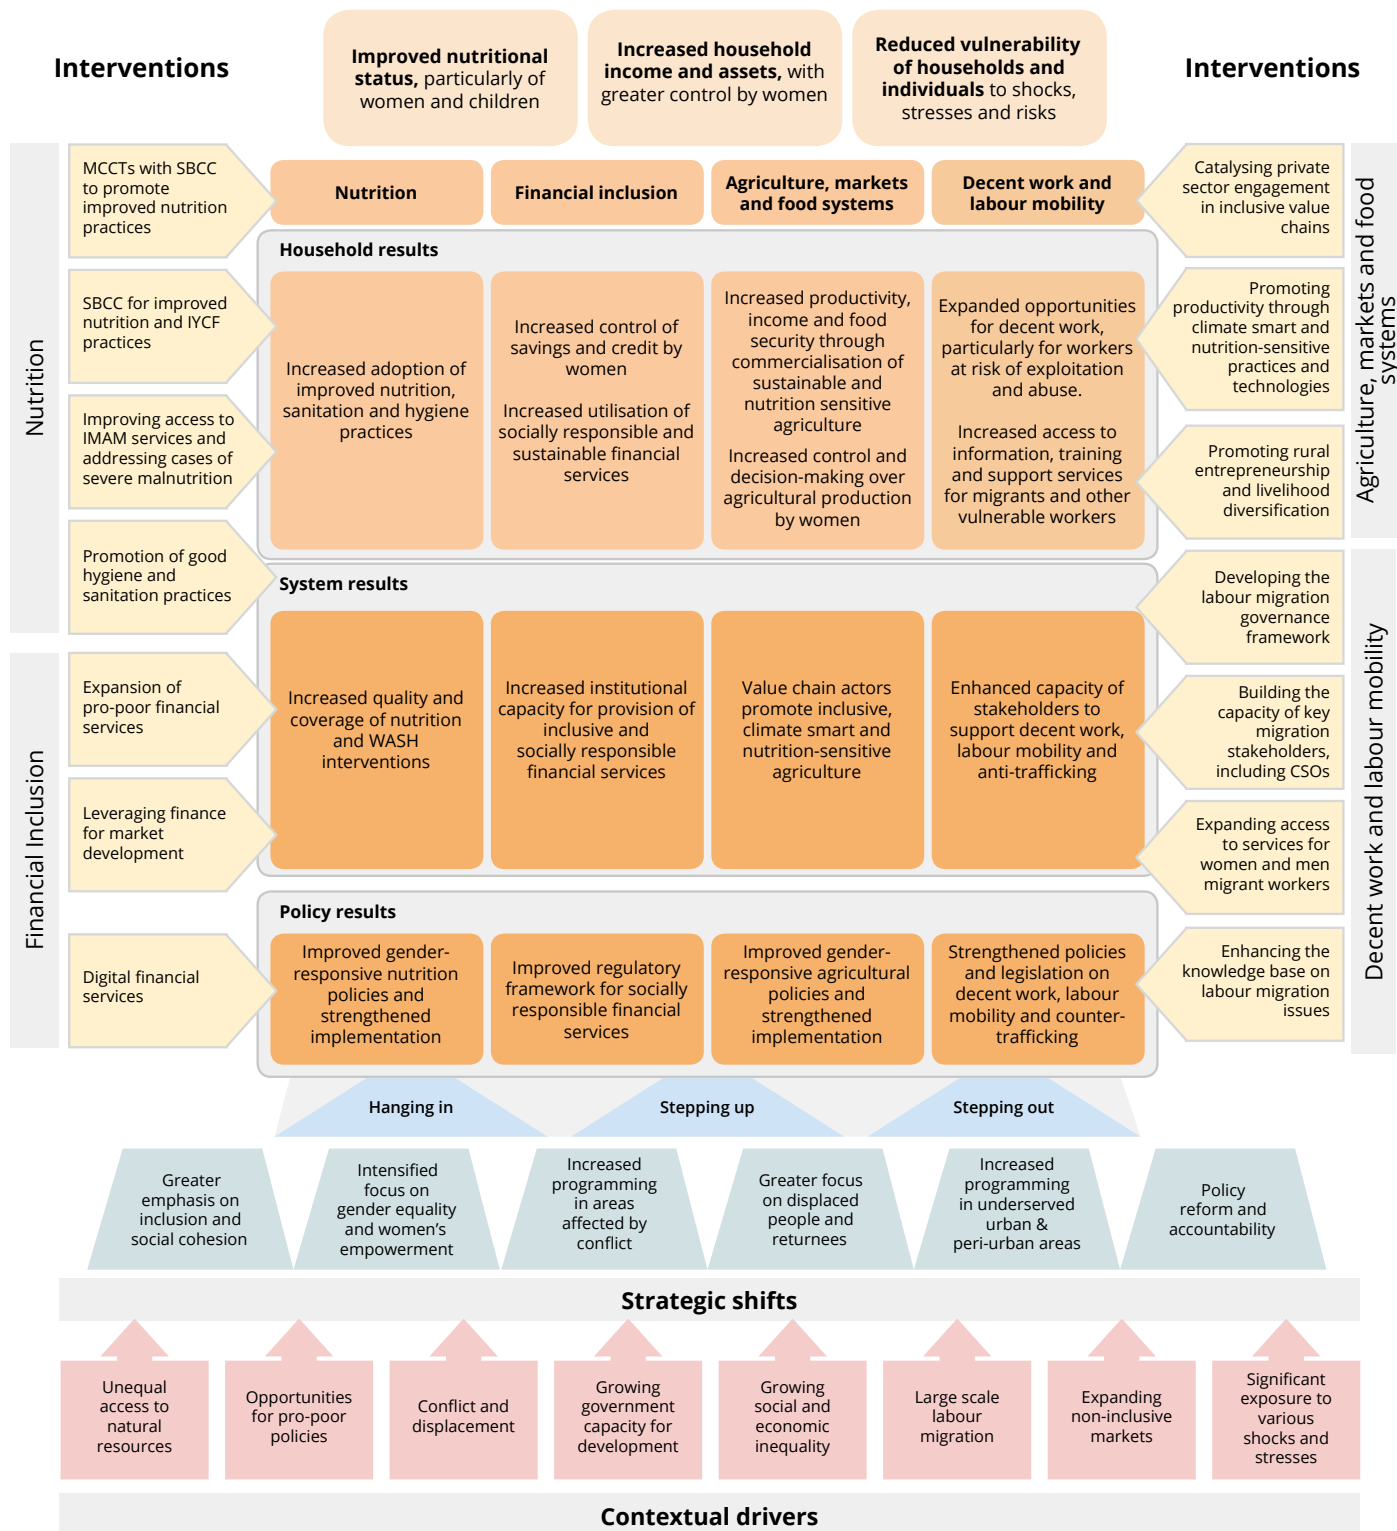 Interventions
Improved nutritional
status, particularly of
women and children
Increased household
income and assets, with
greater control by women
Reduced vulnerability
of households and
individuals to shocks,
stresses and risks
Interventions
Nutrition
MCCTs with SBCC
to promote
improved nutrition
practices
SBCC for improved
nutrition and IYCF
practices
Improving access to
IMAM services and
addressing cases of
severe malnutrition
Promotion of good
hygiene and
sanitation practices
Financial Inclusion
Expansion of
pro-poor financial
services
Leveraging finance
for market
development
Digital financial
services
Nutrition
Financial inclusion
Agriculture, markets
and food systems
Decent work and
labour mobility
Household results
Increased adoption of
improved nutrition,
sanitation and hygiene
practices
Increased control of
savings and credit by
women
Increased utilisation of
socially responsible and
sustainable financial
services
Increased productivity,
income and food
security through
commercialisation of
sustainable and
nutrition sensitive
agriculture
Increased control and
decision-making over
agricultural production
by women
Expanded opportunities
for decent work,
particularly for workers
at risk of exploitation
and abuse.
Increased access to
information, training
and support services
for migrants and other
vulnerable workers
System results
Increased quality and
coverage of nutrition
and WASH
interventions
Increased institutional
capacity for provision of
inclusive and
socially responsible
financial services
Value chain actors
promote inclusive,
climate smart and
nutrition-sensitive
agriculture
Enhanced capacity of
stakeholders to
support decent work,
labour mobility and
anti-trafficking
Policy results
Improved gender-
responsive nutrition
policies and
strengthened
implementation
Improved regulatory
framework for socially
responsible financial
services
Improved gender-
responsive agricultural
policies and
strengthened
implementation
Strengthened policies
and legislation on
decent work, labour
mobility and counter-
trafficking
Catalysing private
sector engagement
in inclusive value
chains
Promoting
productivity through
climate smart and
nutrition-sensitive
practices and
technologies
Promoting rural
entrepreneurship
and livelihood
diversification
Agriculture, markets and food
systems
Developing the
labour migration
governance
framework
Building the
capacity of key
migration
stakeholders,
including CSOs
Expanding access
to services for
women and men
migrant workers
Enhancing the
knowledge base on
labour migration
issues
Decent work and labour mobility
Hanging in
Stepping up
Stepping out
Greater
emphasis on
inclusion and
social cohesion
Intensified
focus on
gender equality
and women’s
empowerment
Increased
programming
in areas
affected by
conflict
Greater focus
on displaced
people and
returnees
Increased
programming
in underserved
urban &
peri-urban areas
Policy
reform and
accountability
Strategic shifts
Unequal
access to
natural
resources
Opportunities
for pro-poor
policies
Conflict and
displacement
Growing
government
capacity for
development
Growing
social and
economic
inequality
Large scale
labour
migration
Expanding
non-inclusive
markets
Significant
exposure to
various
shocks and
stresses
Contextual drivers